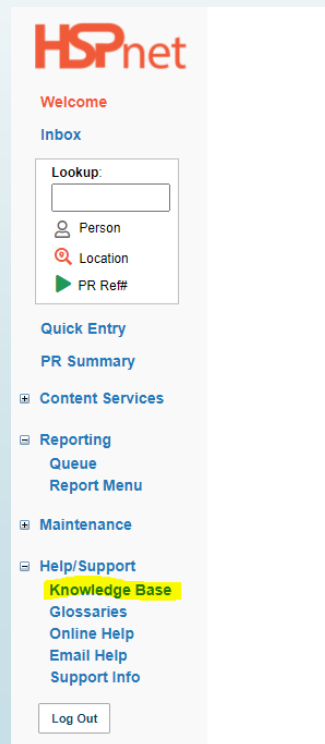 HSPnet
Welcome
Inbox
Lookup:
Person
Location
PR Ref#
Quick Entry
PR Summary
Content Services
Reporting
Queue
Report Menu
Maintenance
Help/Support
Knowledge Base
Glossaries
Online Help
Email Help
Support Info
Log Out